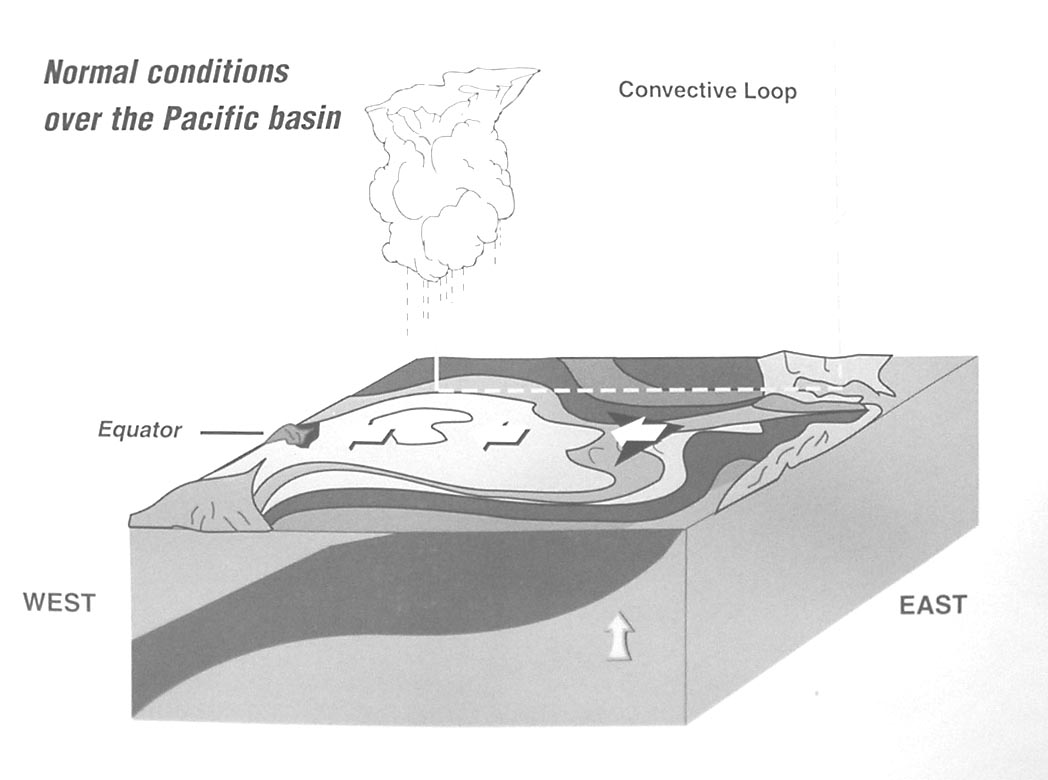 Normal conditions
over the Pacific basin
Convective Loop
Equator
WEST
EAST